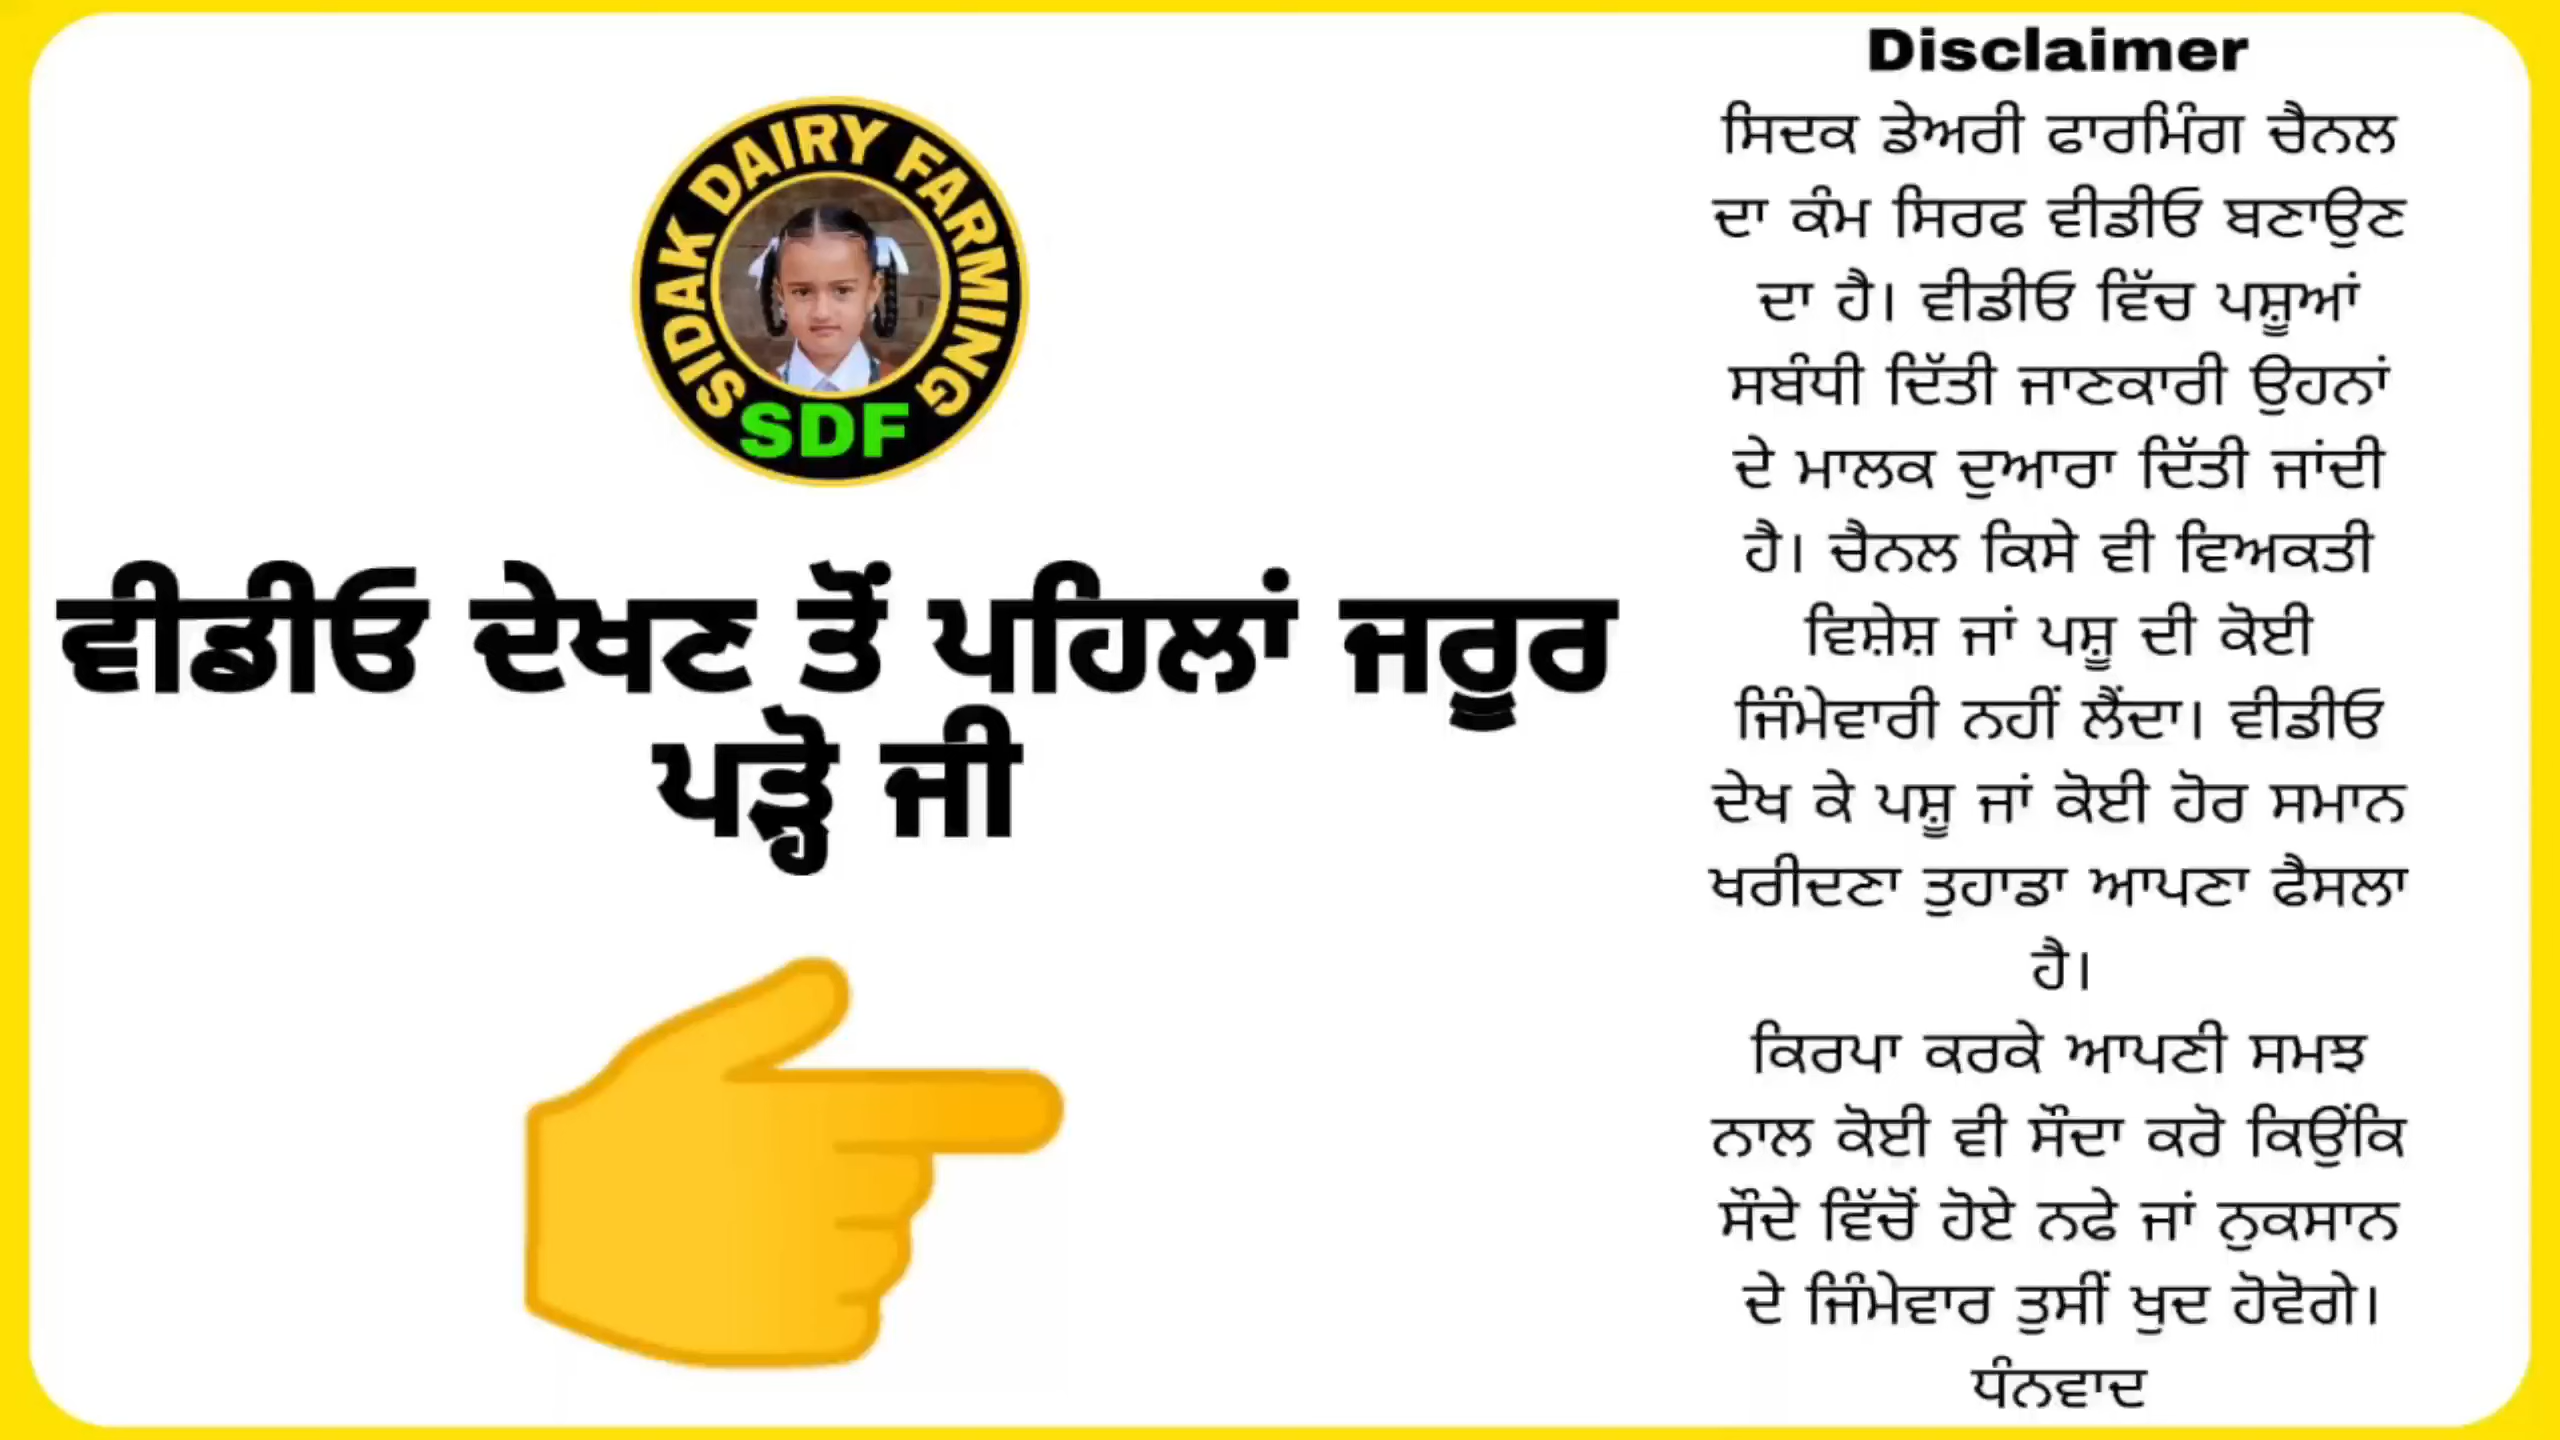 SIDAK DAIRY FARMING
SDF
ਵੀਡੀਓ ਦੇਖਣ ਤੋਂ ਪਹਿਲਾਂ ਜਰੂਰ
ਪੜ੍ਹੋ ਜੀ
Disclaimer
ਸਿਦਕ ਡੇਅਰੀ ਫਾਰਮਿੰਗ ਚੈਨਲ
ਦਾ ਕੰਮ ਸਿਰਫ ਵੀਡੀਓ ਬਣਾਉਣ
ਦਾ ਹੈ। ਵੀਡੀਓ ਵਿੱਚ ਪਸ਼ੂਆਂ
ਸਬੰਧੀ ਦਿੱਤੀ ਜਾਣਕਾਰੀ ਉਹਨਾਂ
ਦੇ ਮਾਲਕ ਦੁਆਰਾ ਦਿੱਤੀ ਜਾਂਦੀ
ਹੈ। ਚੈਨਲ ਕਿਸੇ ਵੀ ਵਿਅਕਤੀ
ਵਿਸ਼ੇਸ਼ ਜਾਂ ਪਸ਼ੂ ਦੀ ਕੋਈ
ਜਿੰਮੇਵਾਰੀ ਨਹੀਂ ਲੈਂਦਾ। ਵੀਡੀਓ
ਦੇਖ ਕੇ ਪਸ਼ੂ ਜਾਂ ਕੋਈ ਹੋਰ ਸਮਾਨ
ਖਰੀਦਣਾ ਤੁਹਾਡਾ ਆਪਣਾ ਫੈਸਲਾ
ਹੈ।
ਕਿਰਪਾ ਕਰਕੇ ਆਪਣੀ ਸਮਝ
ਨਾਲ ਕੋਈ ਵੀ ਸੌਦਾ ਕਰੋ ਕਿਉਂਕਿ
ਸੌਦੇ ਵਿੱਚੋਂ ਹੋਏ ਨਫੇ ਜਾਂ ਨੁਕਸਾਨ
ਦੇ ਜਿੰਮੇਵਾਰ ਤੁਸੀਂ ਖੁਦ ਹੋਵੋਗੇ।
ਧੰਨਵਾਦ